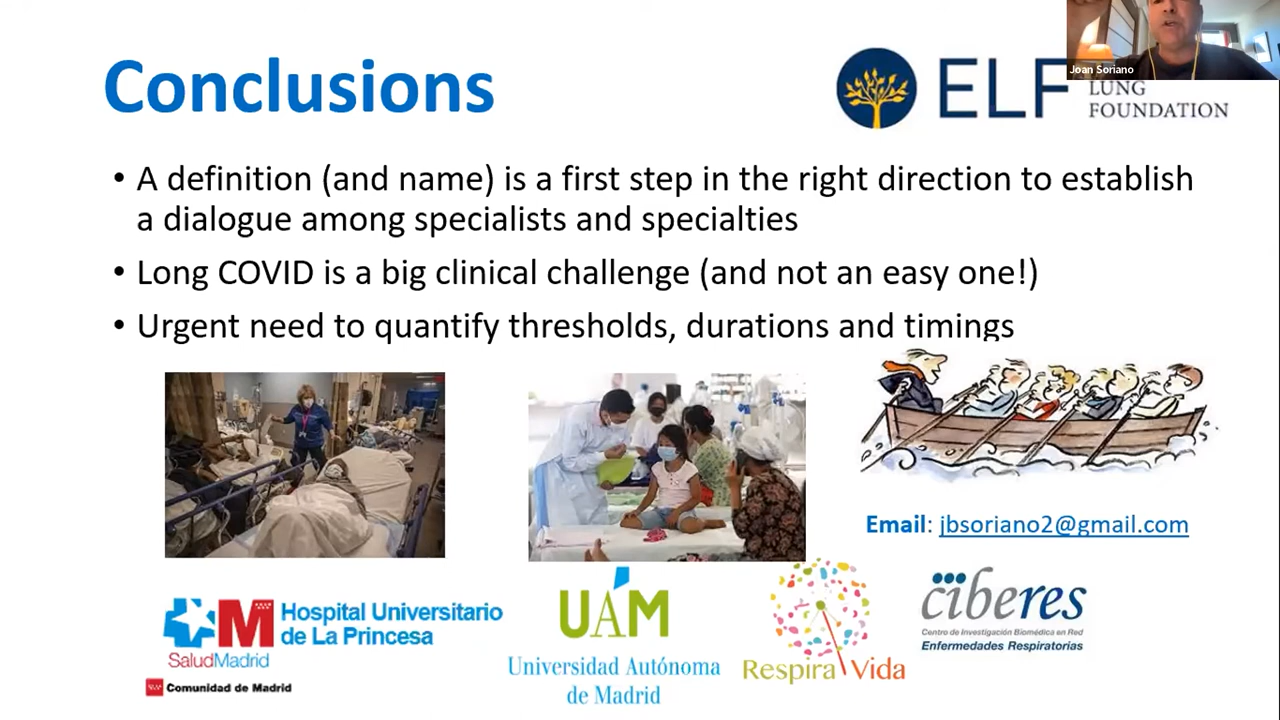 Conclusions
ELF
LUNG
FOUNDATION
Joan Soriano
• A definition (and name) is a first step in the right direction to establish
a dialogue among specialists and specialties
• Long COVID is a big clinical challenge (and not an easy one!)
• Urgent need to quantify thresholds, durations and timings
Email: jbsoriano2@gmail.com
M
Hospital Universitario
de La Princesa
SaludMadrid
Comunidad de Madrid
UAM
Universidad Autónoma
de Madrid
RespiraVida
ciberes
Centro de Investigación Biomédica en Red
Enfermedades Respiratorias